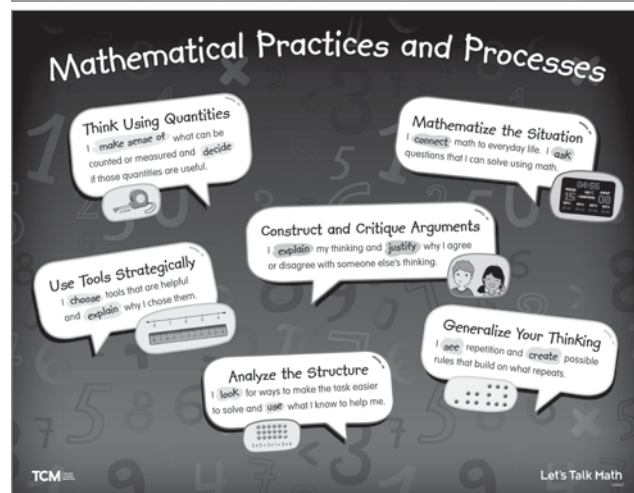 Mathematical Practices and Processes
Think Using Quantities
I make sense of what can be
counted or measured and decide
if those quantities are useful.
Mathematize the Situation
I connect math to everyday life. I ask
questions that I can solve using math.
04:55
15
08
Construct and Critique Arguments
I explain my thinking and justify why I agree
or disagree with someone else's thinking.
Use Tools Strategically
I choose tools that are helpful
and explain why I chose them.
Generalize Your Thinking
I see repetition and create possible
rules that build on what repeats.
Analyze the Structure
I look for ways to make the task easier
to solve and use what I know to help me.
TCM
Let's Talk Math